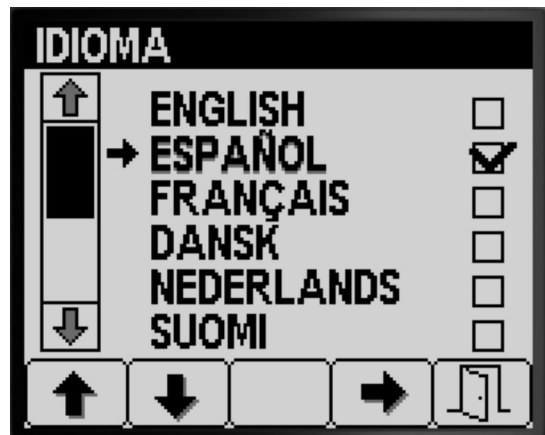 IDIOMA
ENGLISH
ESPAÑOL
FRANÇAIS
DANSK
NEDERLANDS
SUOMI